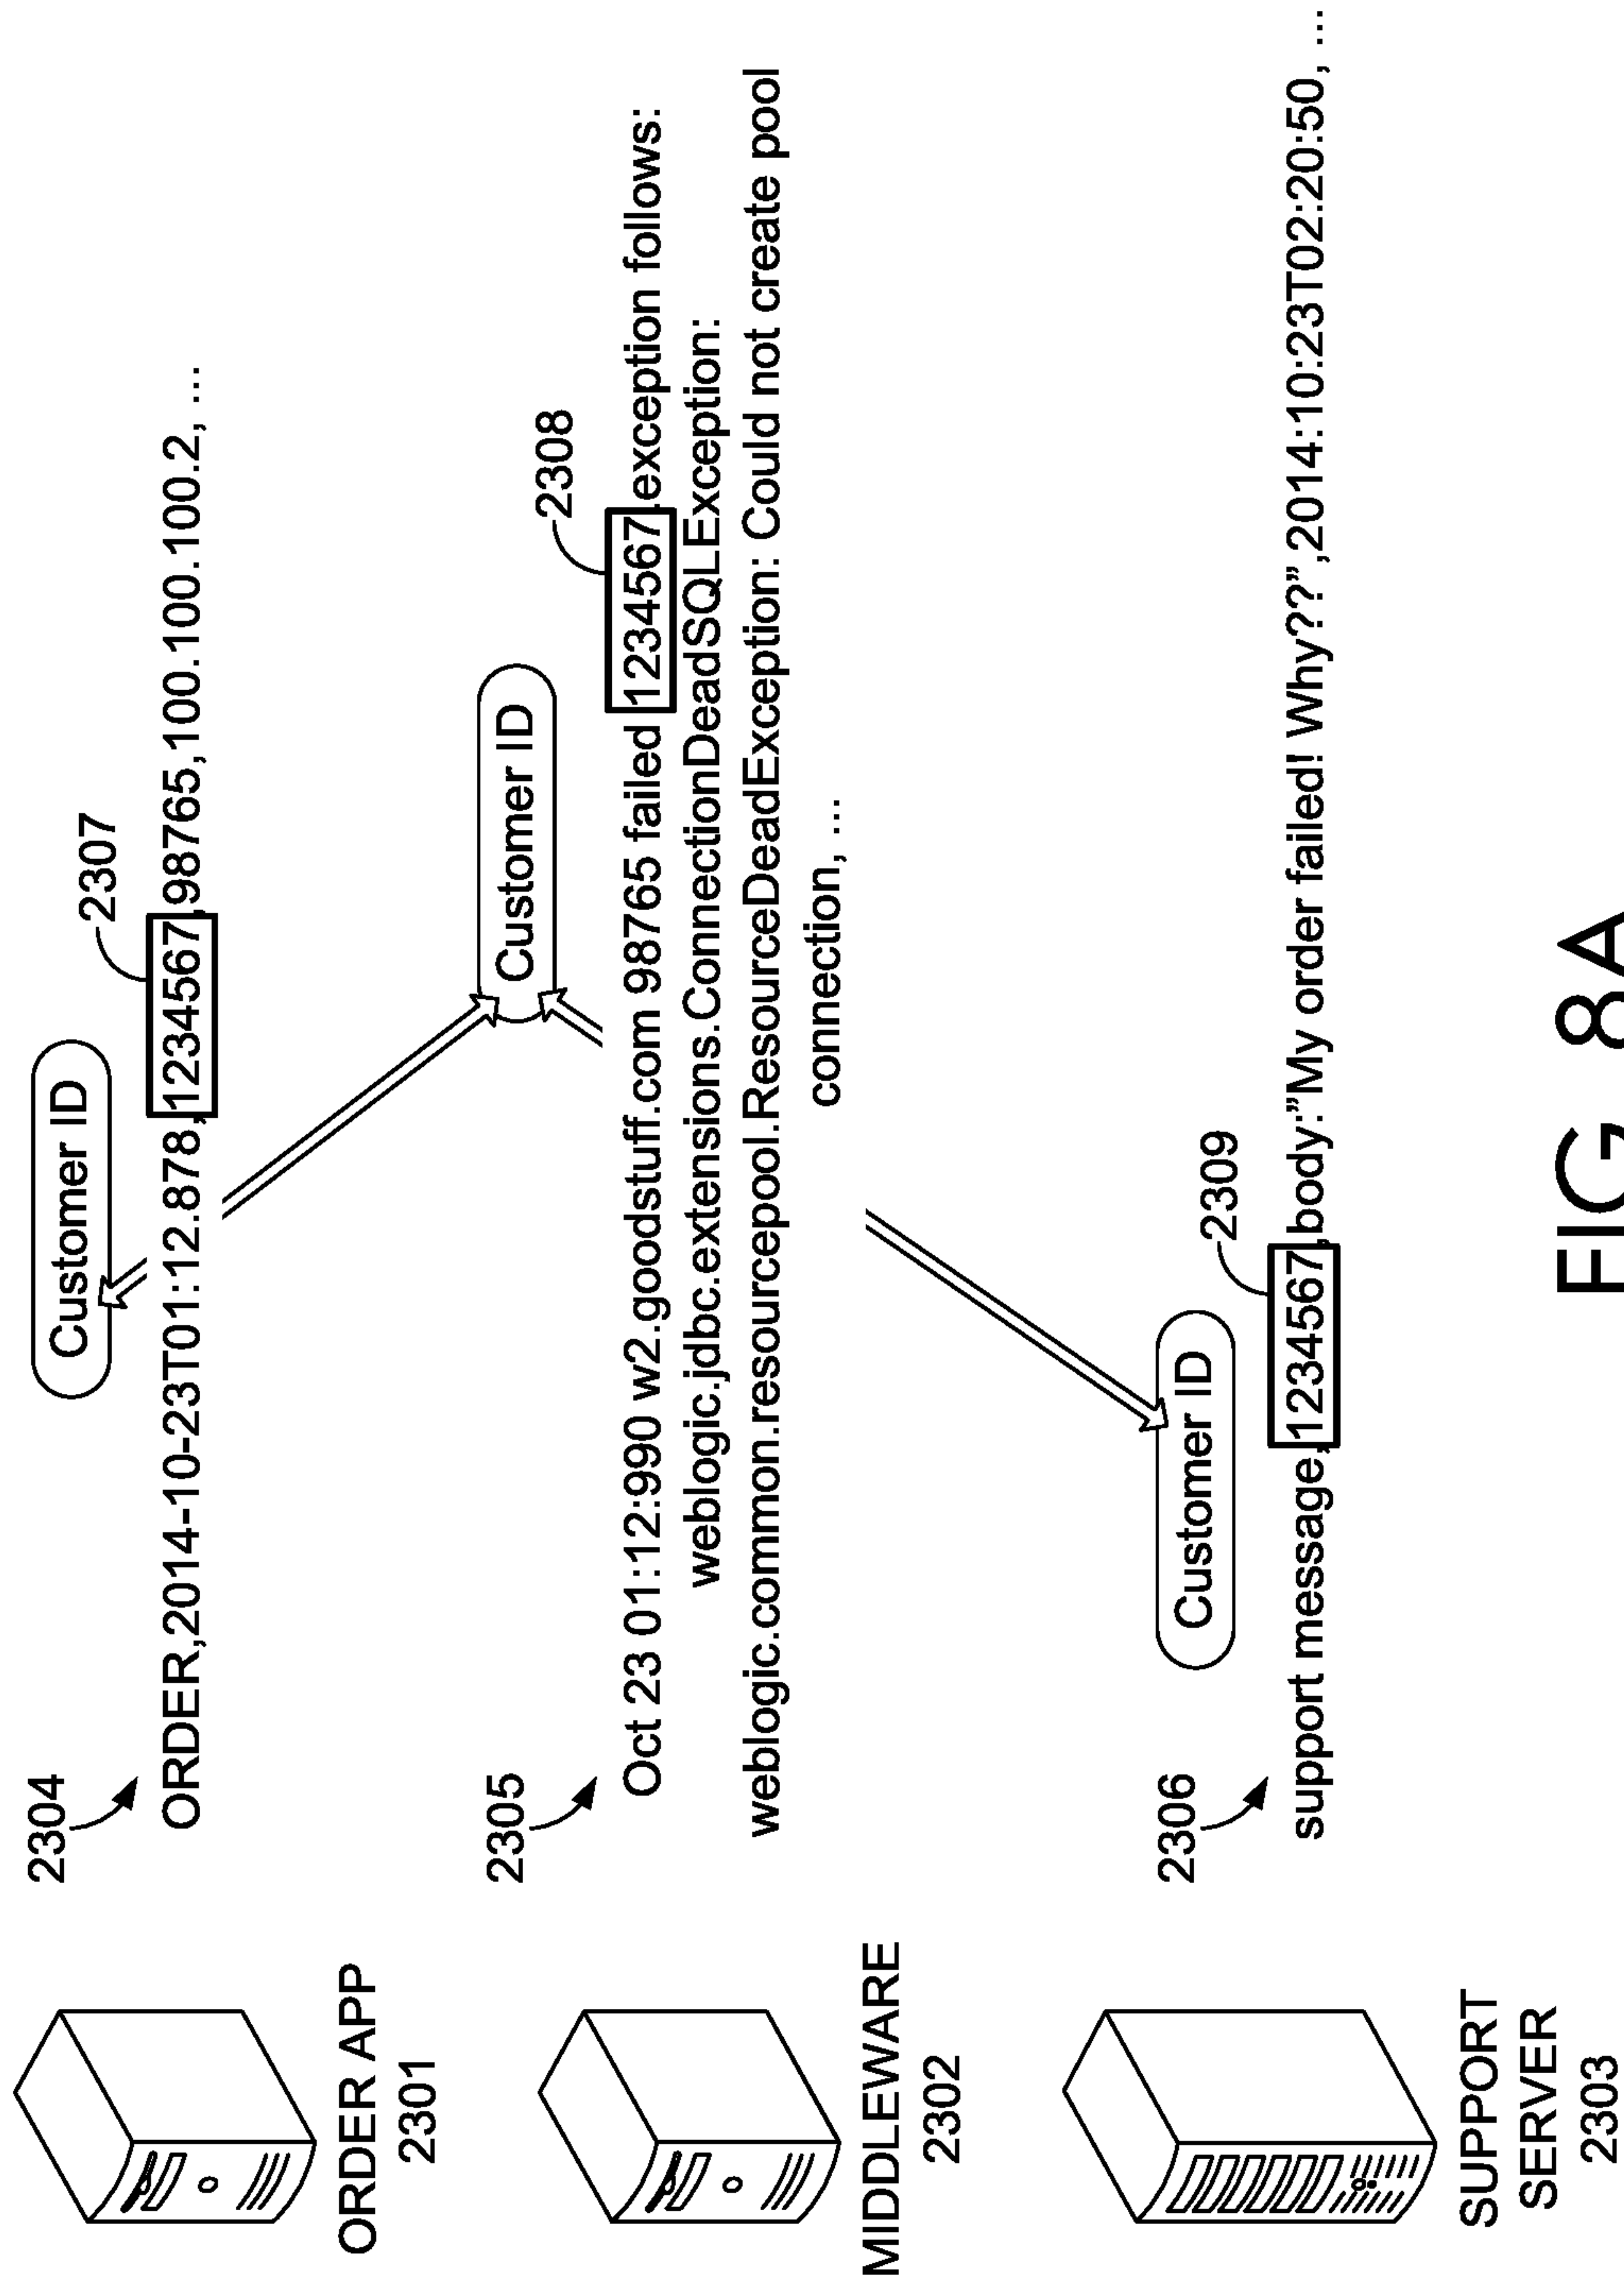 2304
Customer ID
2307
ORDER,2014-10-23T01:12.878,1234567,98765,100.100.100.2, ...
ORDER APP
2301
2305
Customer ID
2308
Oct 23 01:12:990 w2.goodstuff.com 98765 failed 1234567.exception follows:
weblogic.jdbc.extensions.ConnectionDeadSQLException:
weblogic.common.resourcepool.ResourceDeadException: Could not create pool
connection, ...
MIDDLEWARE
2302
2306
Customer ID
2309
support message,1234567,body:"My order failed! Why??",2014:10:23T02:20:50, ...
SUPPORT
SERVER
2303
FIG 8A